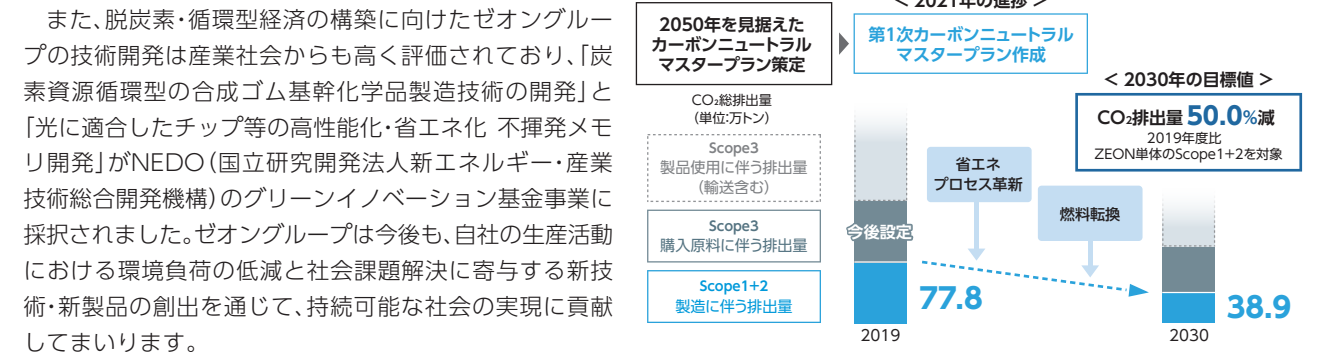 また、脱炭素・循環型経済の構築に向けたゼオングルー
プの技術開発は産業社会からも高く評価されており、「炭
素資源循環型の合成ゴム基幹化学品製造技術の開発」と
「光に適合したチップ等の高性能化・省エネ化 不揮発メモ
リ開発」がNEDO（国立研究開発法人新エネルギー・産業
技術総合開発機構）のグリーンイノベーション基金事業に
採択されました。ゼオングループは今後も、自社の生産活動
における環境負荷の低減と社会課題解決に寄与する新技
術・新製品の創出を通じて、持続可能な社会の実現に貢献
してまいります。
2050年を見据えた
カーボンニュートラル
マスタープラン策定
< 2021年の進捗 >
第1次カーボンニュートラル
マスタープラン作成
< 2030年の目標値 >
CO₂排出量 50.0%減
2019年度比
ZEON単体のScope1+2を対象
CO₂総排出量
（単位:万トン）
Scope3
製品使用に伴う排出量
（輸送含む）
Scope3
購入原料に伴う排出量
Scope1+2
製造に伴う排出量
今後設定
省エネ
プロセス革新
燃料転換
77.8
38.9
2019
2030